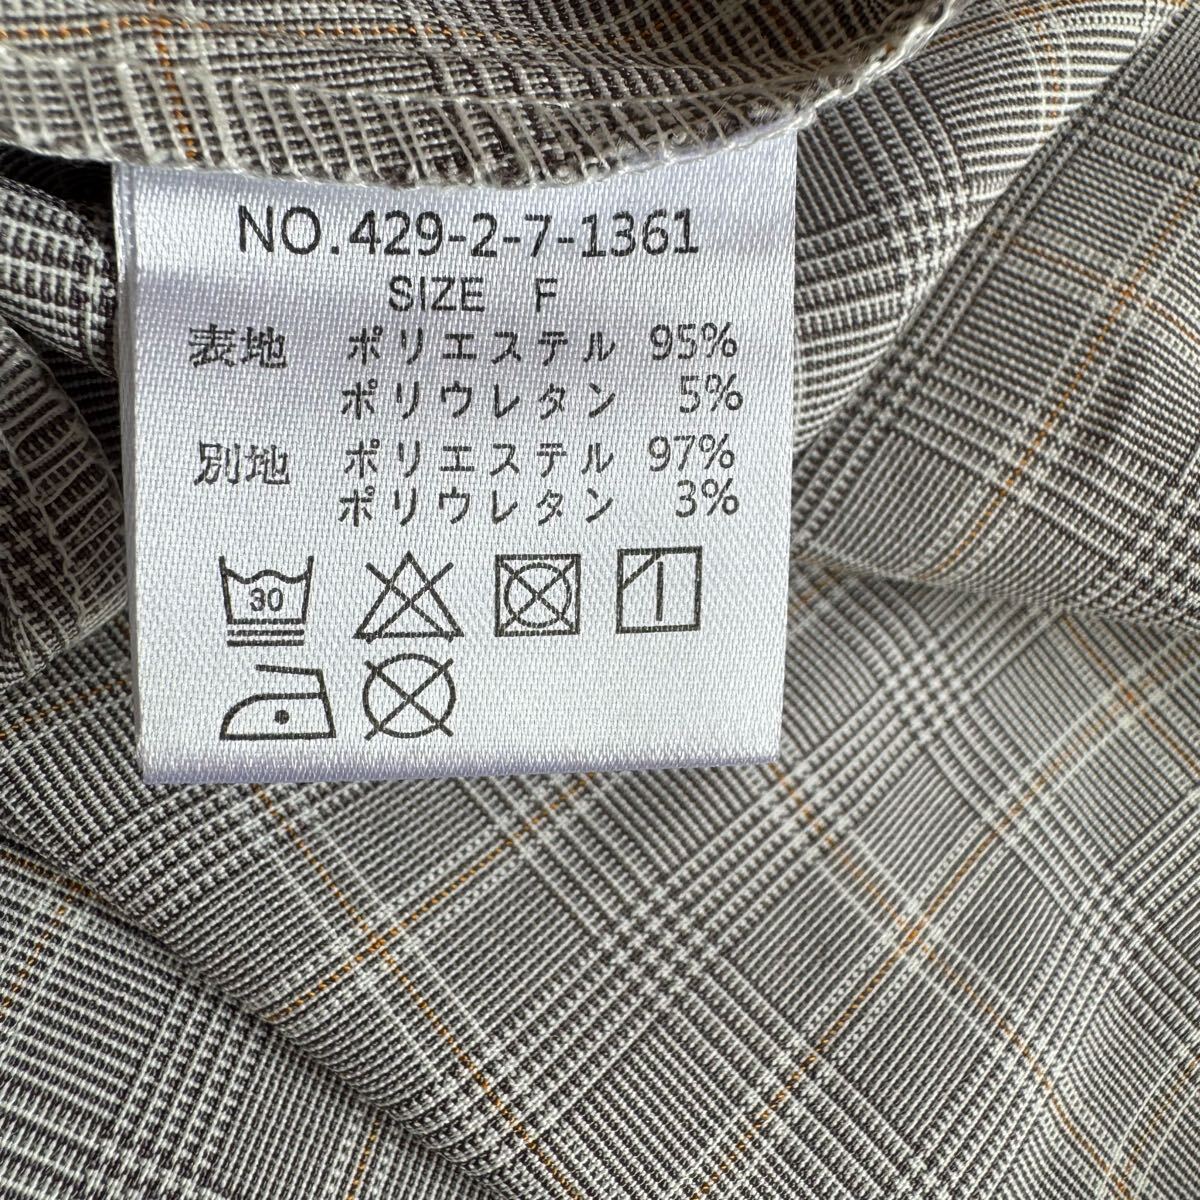 NO.429-2-7-1361
SIZE F
表地 ポリエステル 95%
ポリウレタン 5%
別地 ポリエステル 97%
ポリウレタン 3%
30